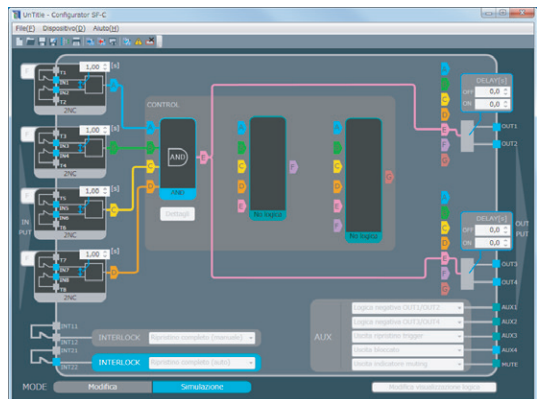 UnTitle - Configurator SF-C
File(F) Dispositivo(D) Aiuto(H)
T1 1,00 [s]
IN1
IN2
T2
2NC
A
T3 1,00 [s]
IN3
IN4
T4
2NC
T5 1,00 [s]
IN5
IN6
T6
2NC
C
T7 1,00 [s]
IN7
IN8
T8
2NC
D
IN
PUT
CONTROL
A
C
D
AND
AND
Dettagli
E
A
B
C
D
E
No logica
F
A
B
C
D
E
F
No logica
G
A
B
C
D
E
F
G
DELAY[s]
OFF 0,0
ON 0,0
OUT1
OUT2
A
B
C
D
E
F
G
DELAY[s]
OFF 0,0
ON 0,0
OUT3
OUT4
OUT
PUT
INT11
INT12
INTERLOCK Ripristino completo (manuale)
INT21
INT22
INTERLOCK Ripristino completo (auto)
AUX
Logica negativa OUT1/OUT2
AUX1
Logica negativa OUT3/OUT4
AUX2
Uscita ripristino trigger
AUX3
Uscita blocco
AUX4
Uscita indicatore muting
MUTE
MODE Modifica Simulazione
Modifica visualizzazione logica